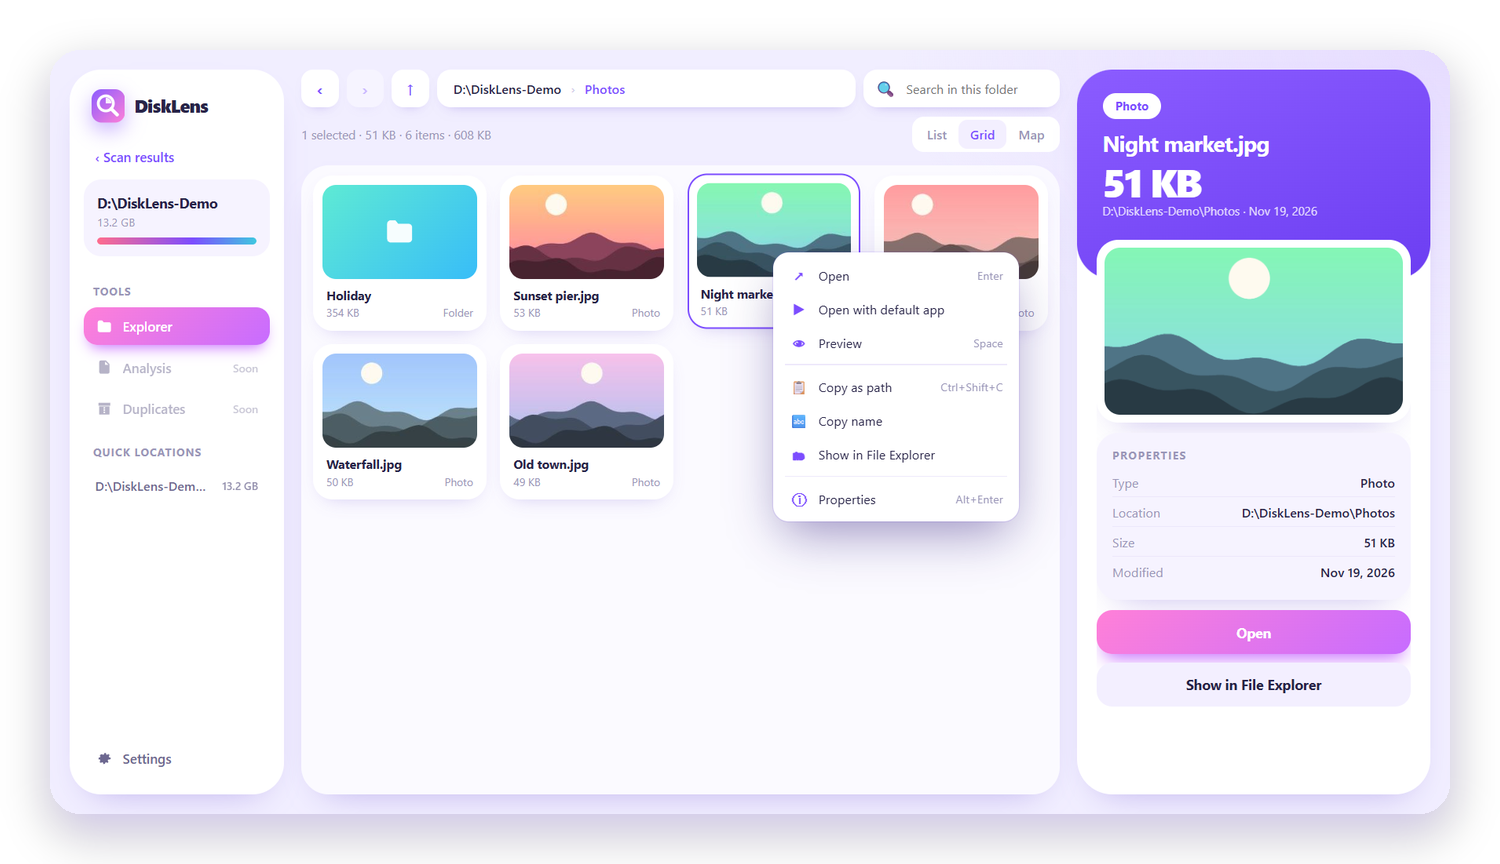 DiskLens
‹ Scan results
D:\DiskLens-Demo
13.2 GB
TOOLS
Explorer
Analysis Soon
Duplicates Soon
QUICK LOCATIONS
D:\DiskLens-Dem... 13.2 GB
Settings
‹ › ↑ D:\DiskLens-Demo › Photos
Search in this folder
1 selected · 51 KB · 6 items · 608 KB
List Grid Map
Holiday
354 KB Folder
Sunset pier.jpg
53 KB Photo
Night marke
51 KB
oto
Waterfall.jpg
50 KB Photo
Old town.jpg
49 KB Photo
Open Enter
Open with default app
Preview Space
Copy as path Ctrl+Shift+C
abc Copy name
Show in File Explorer
Properties Alt+Enter
Photo
Night market.jpg
51 KB
D:\DiskLens-Demo\Photos · Nov 19, 2026
PROPERTIES
Type Photo
Location D:\DiskLens-Demo\Photos
Size 51 KB
Modified Nov 19, 2026
Open
Show in File Explorer